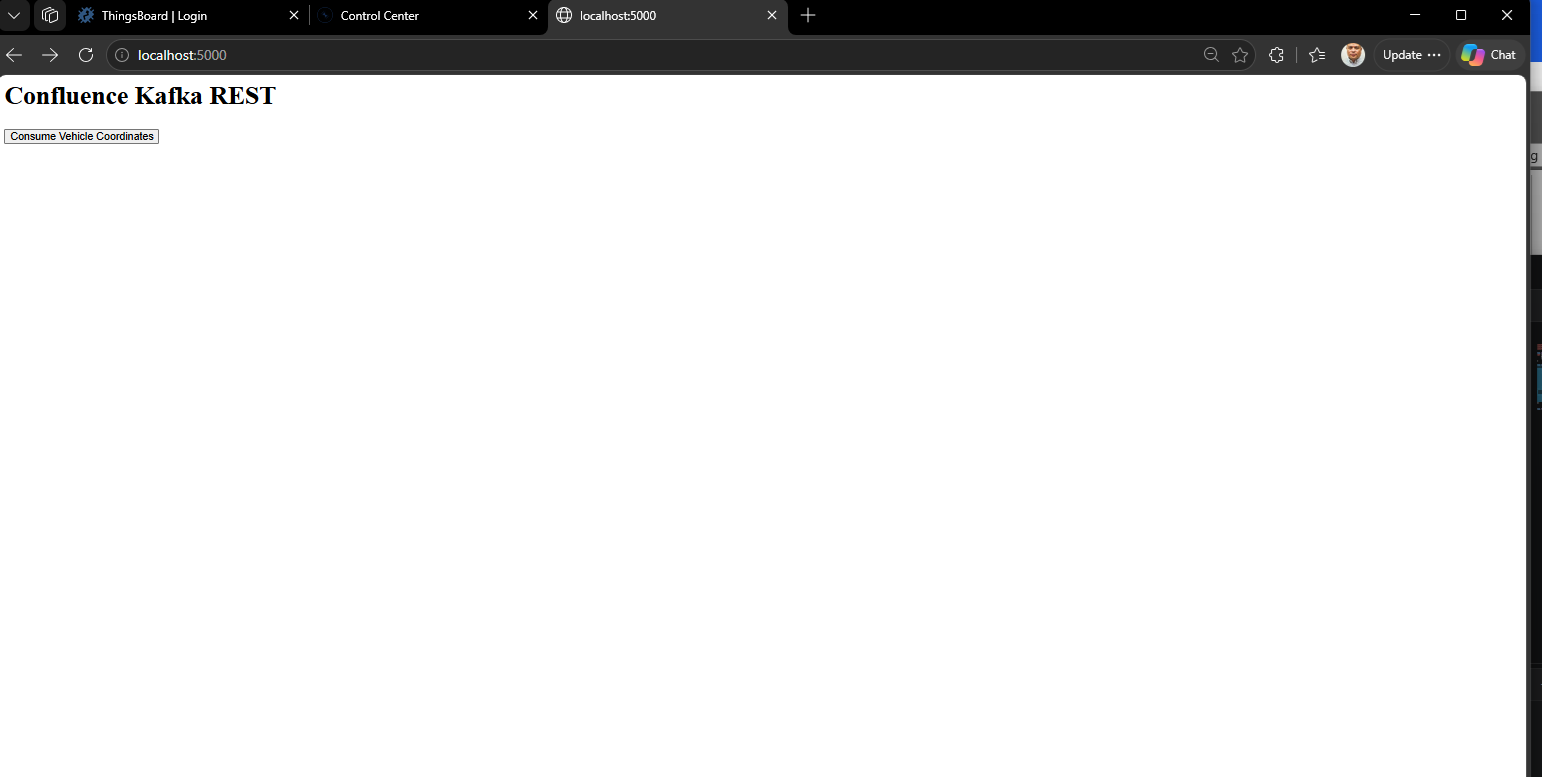 ThingsBoard | Login
Control Center
localhost:5000
localhost:5000
Update
Chat
Confluence Kafka REST
Consume Vehicle Coordinates
g